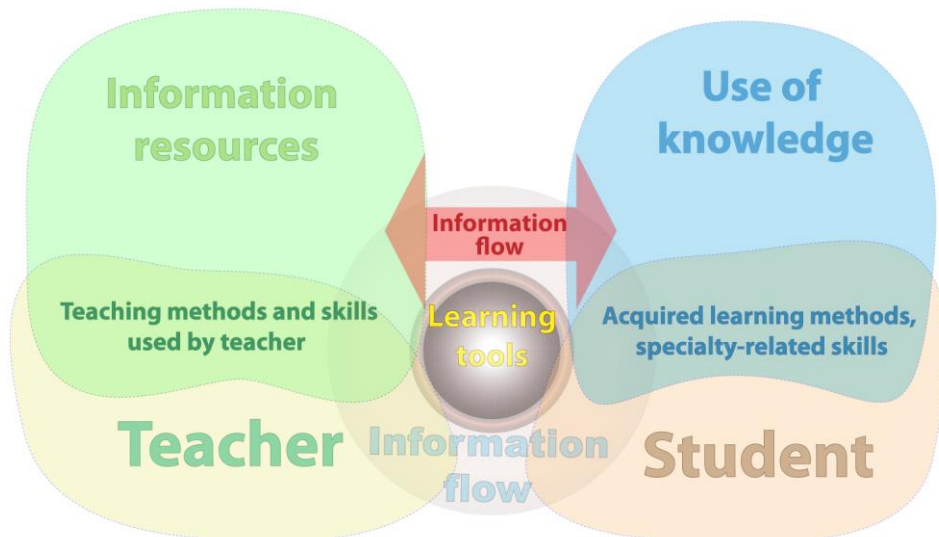 Information
resources
Use of
knowledge
Information
flow
Learning
tools
Teaching methods and skills
used by teacher
Acquired learning methods,
specialty-related skills
Teacher
Information
flow
Student